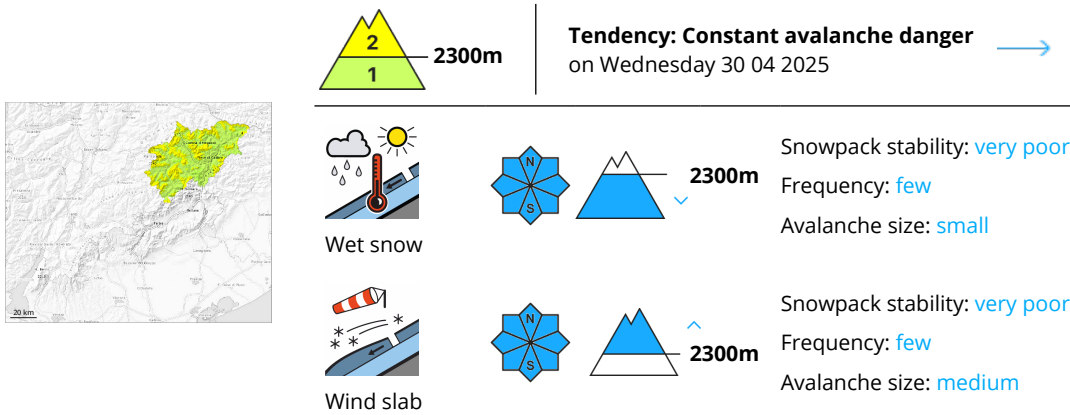 2
1
2300m
Tendency: Constant avalanche danger
on Wednesday 30 04 2025
20 km
Wet snow
N
S
2300m
Snowpack stability: very poor
Frequency: few
Avalanche size: small
Wind slab
N
S
2300m
Snowpack stability: very poor
Frequency: few
Avalanche size: medium